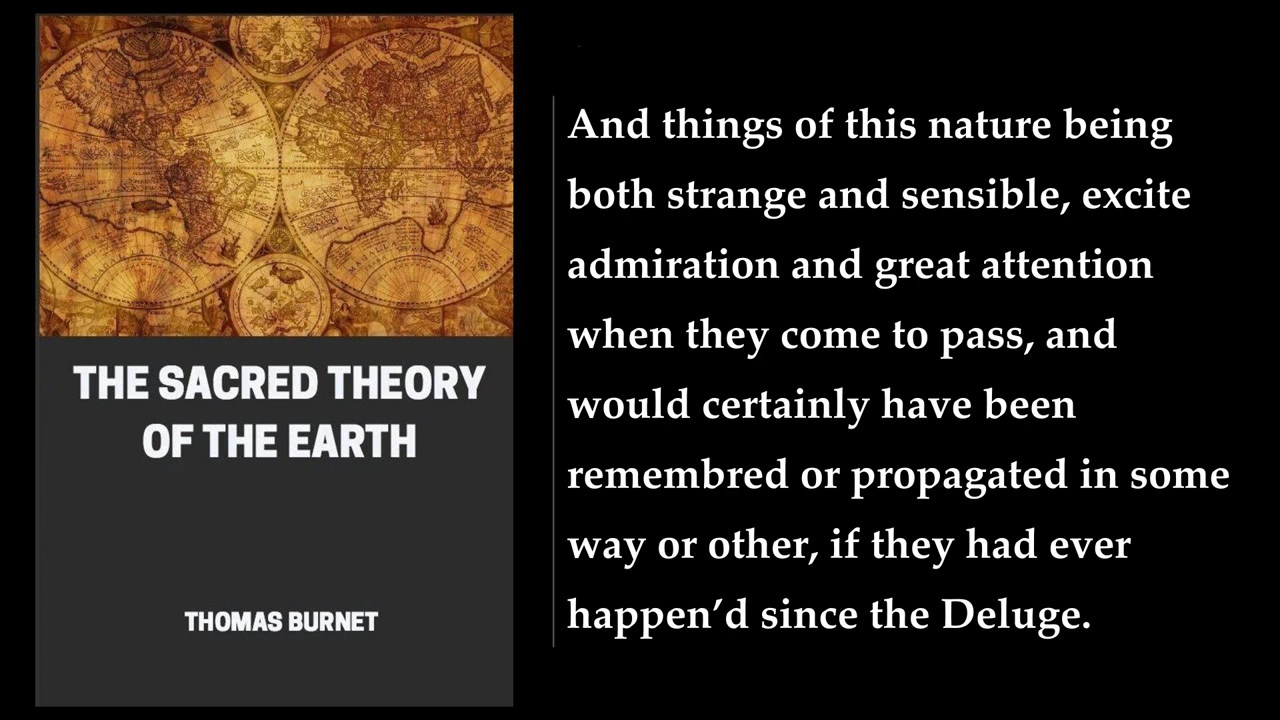 THE SACRED THEORY
OF THE EARTH
THOMAS BURNET
And things of this nature being
both strange and sensible, excite
admiration and great attention
when they come to pass, and
would certainly have been
remembred or propagated in some
way or other, if they had ever
happen’d since the Deluge.